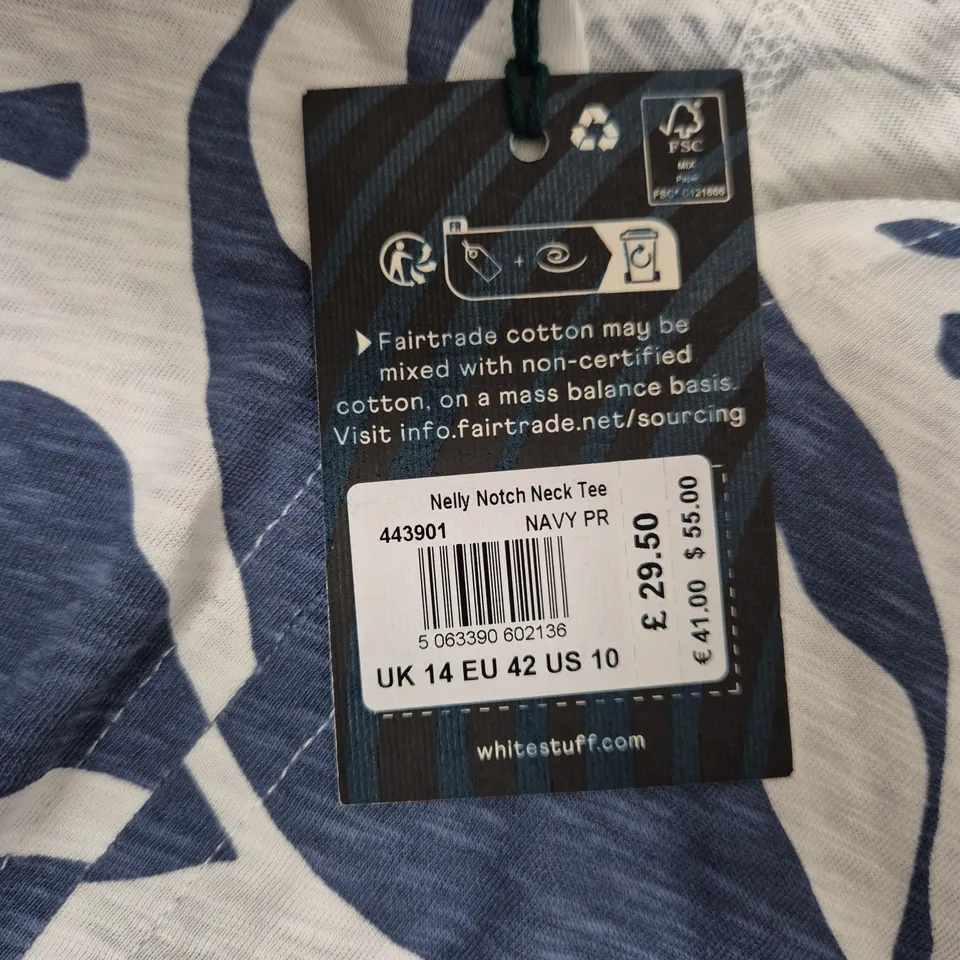 FSC
MIX
Paper
FSC® C121666
FR
+
Fairtrade cotton may be
mixed with non-certified
cotton, on a mass balance basis.
Visit info.fairtrade.net/sourcing
Nelly Notch Neck Tee
443901 NAVY PR
5 063390 602136
UK 14 EU 42 US 10
£ 29.50
€ 41.00 $ 55.00
whitestuff.com